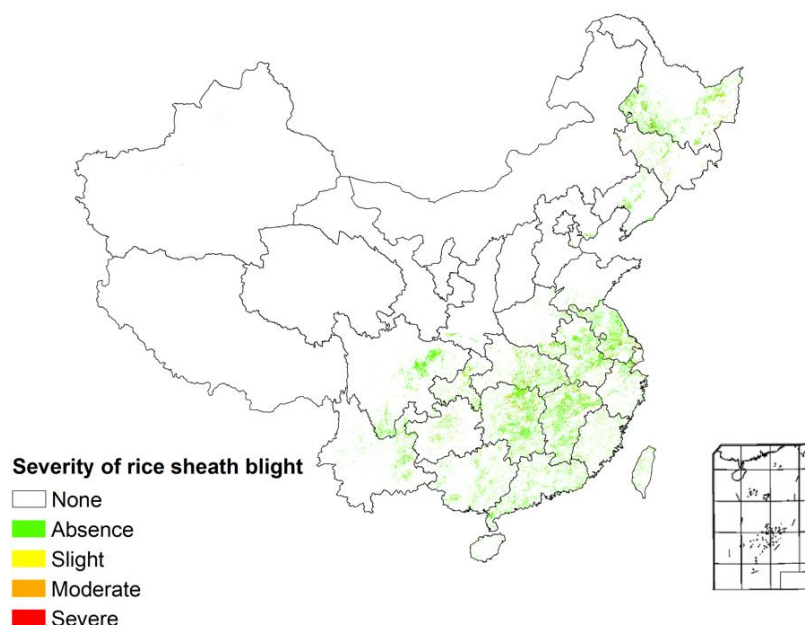 Severity of rice sheath blight
None
Absence
Slight
Moderate
Severe